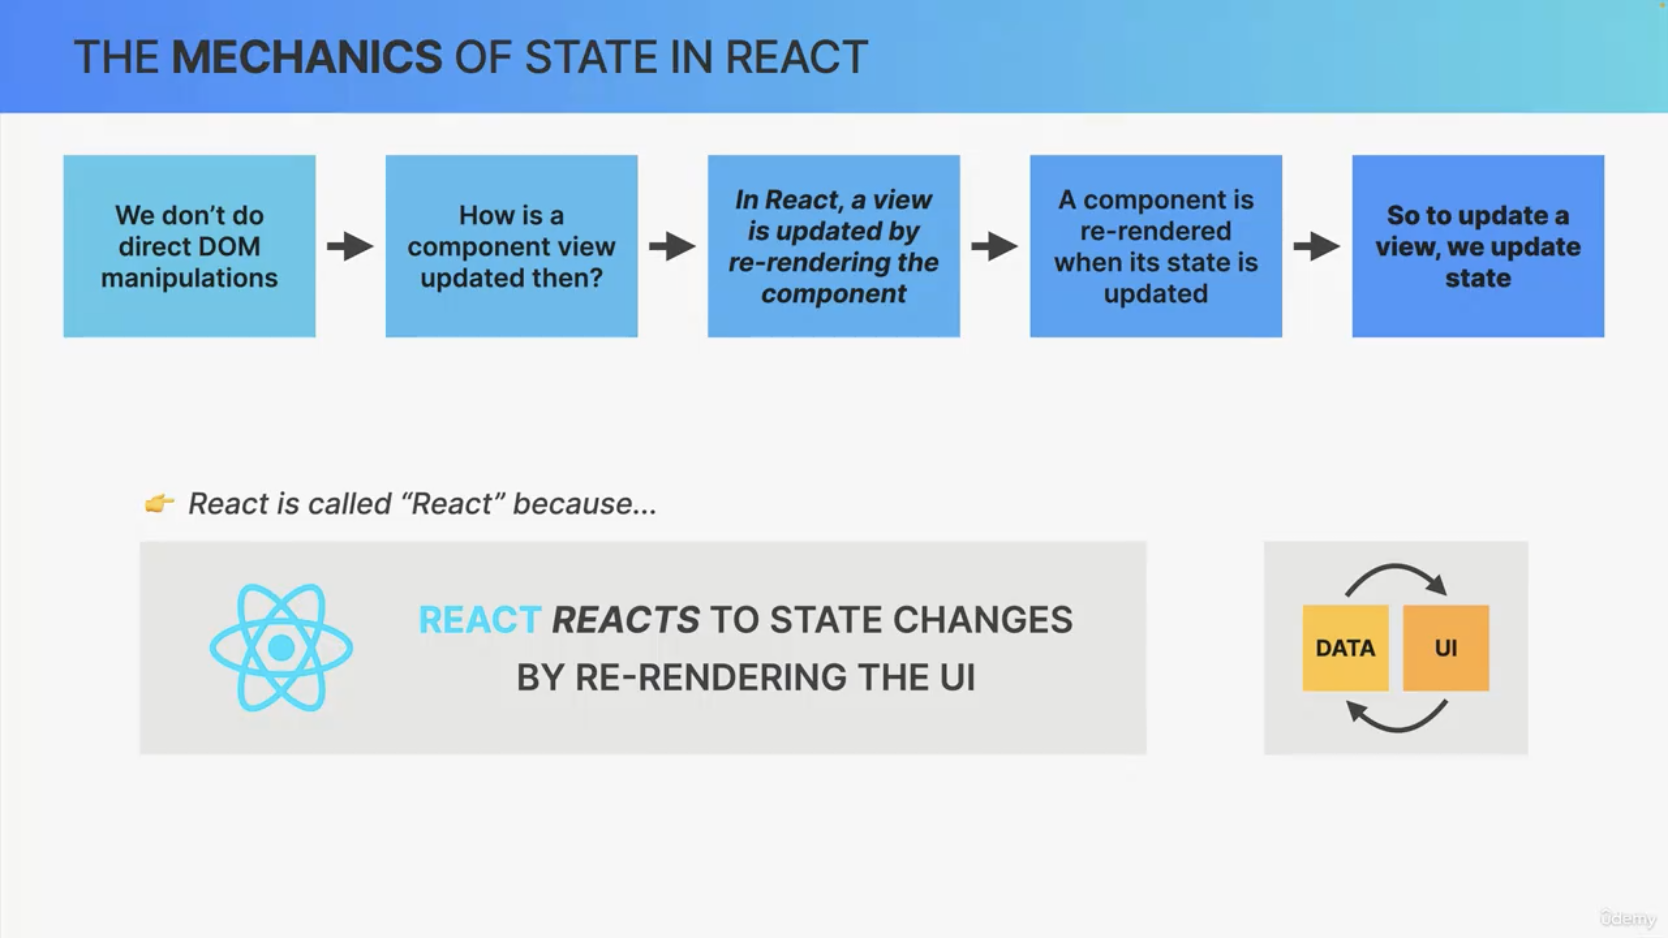 THE MECHANICS OF STATE IN REACT
We don’t do
direct DOM
manipulations
How is a
component view
updated then?
In React, a view
is updated by
re-rendering the
component
A component is
re-rendered
when its state is
updated
So to update a
view, we update
state
👉 React is called “React” because...
REACT REACTS TO STATE CHANGES
BY RE-RENDERING THE UI
DATA
UI
ûdemy